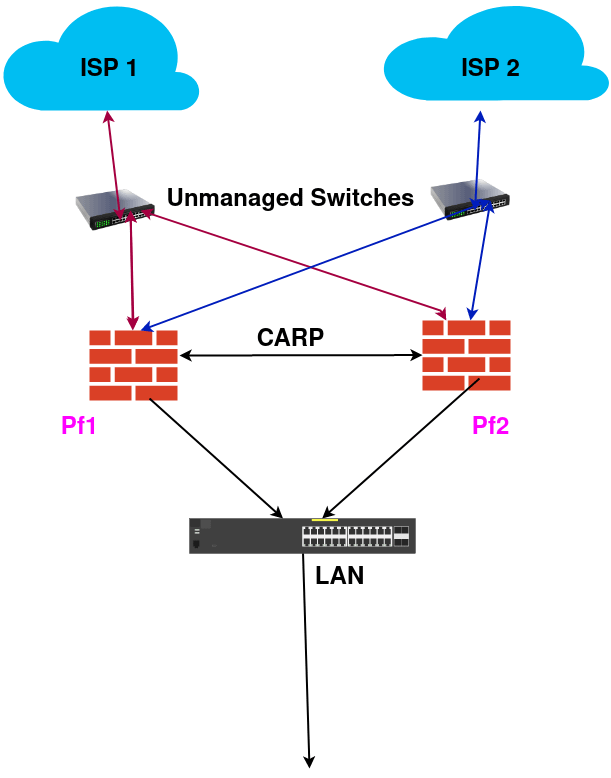 ISP 1
ISP 2
Unmanaged Switches
CARP
Pf1
Pf2
LAN